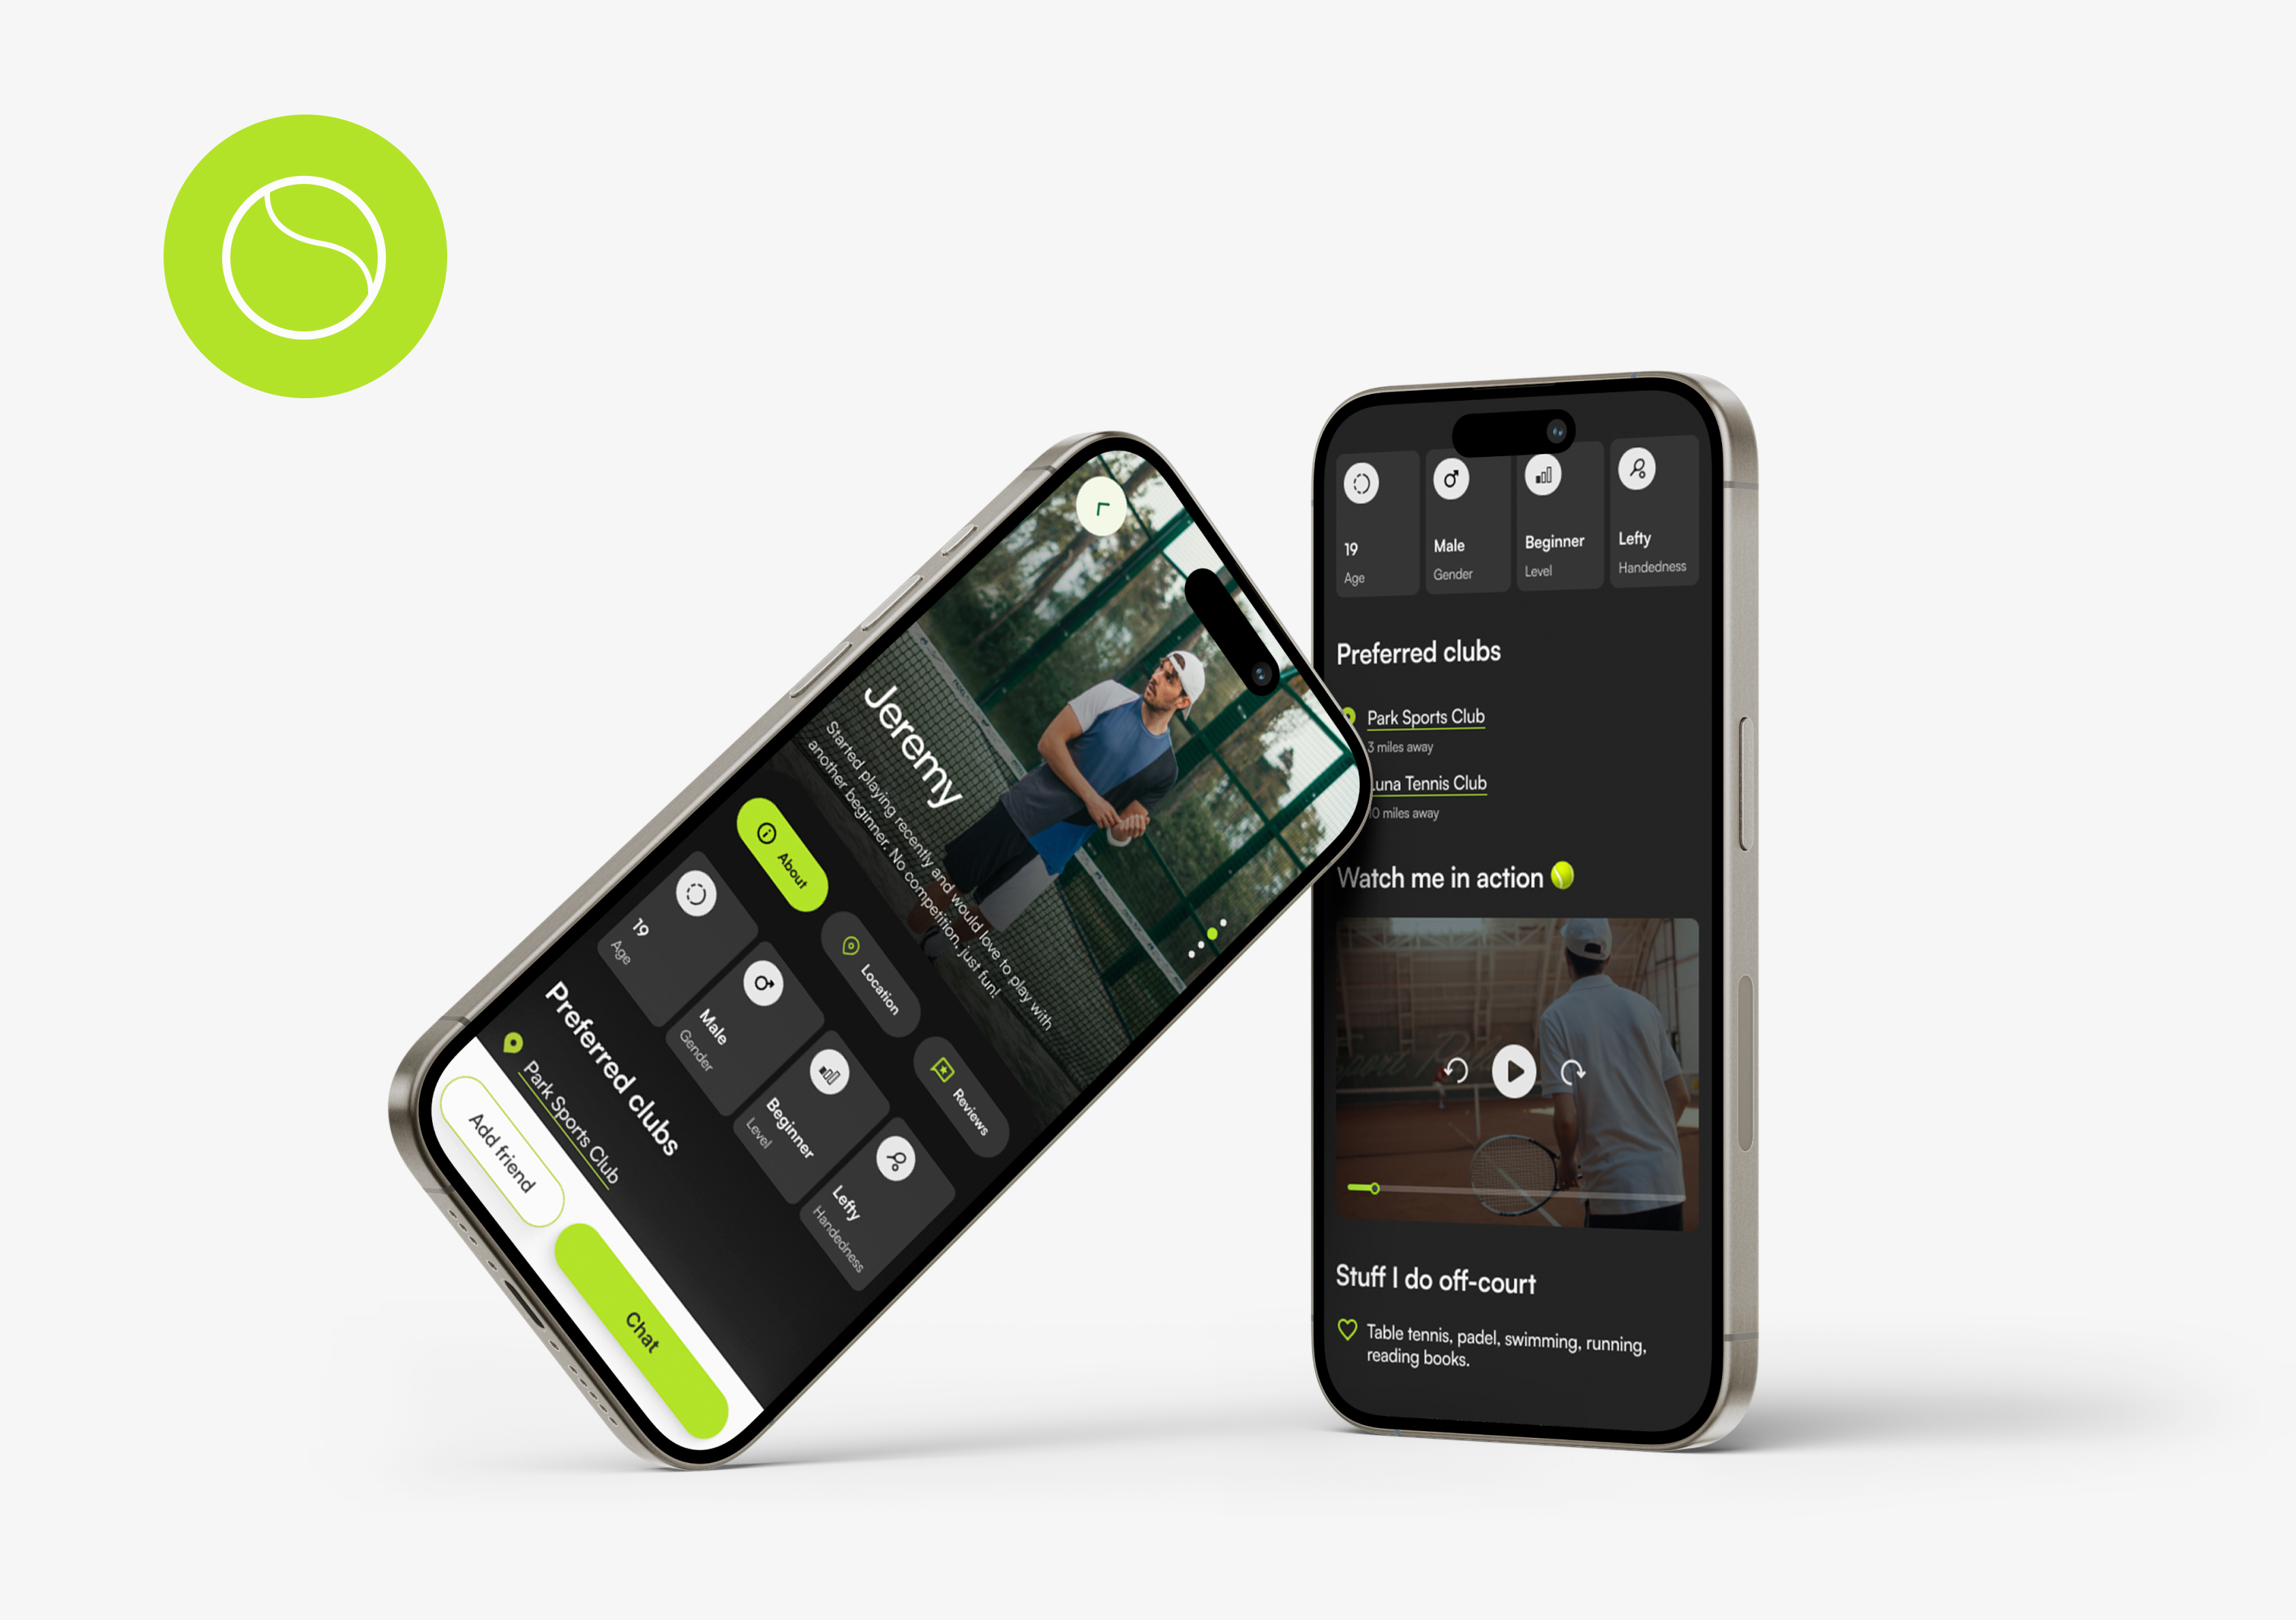 Jeremy
Started playing recently and would love to play with
another beginner. No competition, just fun!
About
Location
Reviews
19
Age
Male
Gender
Beginner
Level
Lefty
Handedness
Preferred clubs
Park Sports Club
Add friend
Chat
19
Age
Male
Gender
Beginner
Level
Lefty
Handedness
Preferred clubs
Park Sports Club
3 miles away
Luna Tennis Club
10 miles away
Watch me in action
Stuff I do off-court
Table tennis, padel, swimming, running,
reading books.